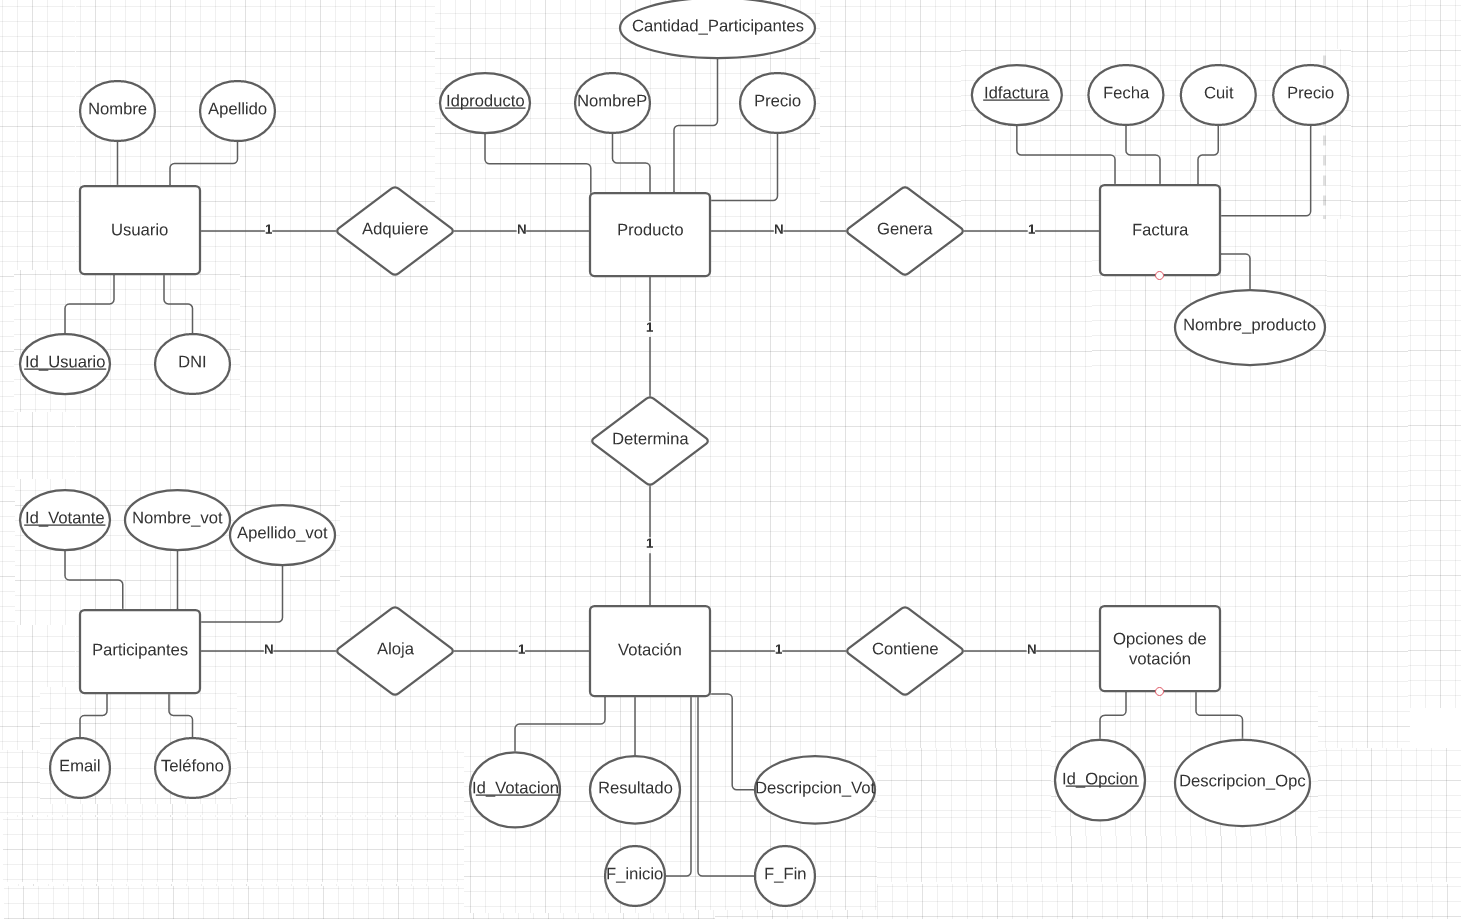 Cantidad_Participantes
Nombre
Apellido
Idproducto
NombreP
Precio
Idfactura
Fecha
Cuit
Precio
Usuario
1
Adquiere
N
Producto
N
Genera
1
Factura
Id_Usuario
DNI
1
Nombre_producto
Determina
Id_Votante
Nombre_vot
Apellido_vot
1
Participantes
N
Aloja
1
Votación
1
Contiene
N
Opciones de
votación
Email
Teléfono
Id_Votacion
Resultado
Descripcion_Vot
Id_Opcion
Descripcion_Opc
F_inicio
F_Fin